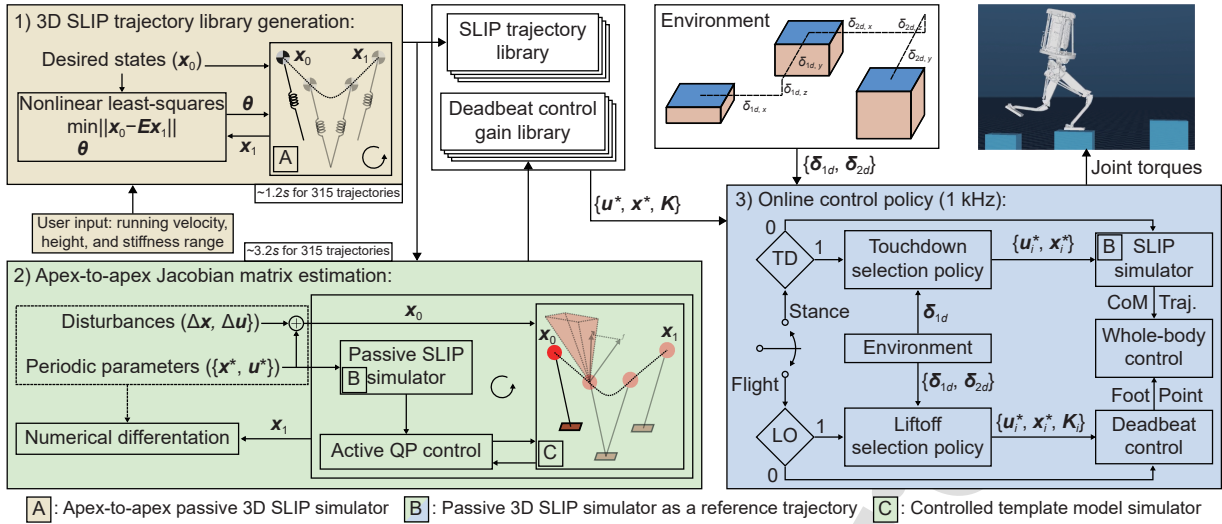 1) 3D SLIP trajectory library generation:
Desired states (x₀)
Nonlinear least-squares
min||x₀−Ex₁||
θ
θ
x₁
x₀
x₁
A
~1.2s for 315 trajectories
User input: running velocity,
height, and stiffness range
SLIP trajectory
library
Deadbeat control
gain library
{u*, x*, K}
Environment
δ1d, x
δ1d, z
δ1d, y
δ2d, x
δ2d, z
δ2d, y
{δ1d, δ2d}
Joint torques
~3.2s for 315 trajectories
2) Apex-to-apex Jacobian matrix estimation:
Disturbances (Δx, Δu})
Periodic parameters ({x*, u*})
Numerical differentation
x₁
x₀
Passive SLIP
simulator
B
Active QP control
x₀
x₁
C
3) Online control policy (1 kHz):
0
TD
1
Touchdown
selection policy
{uᵢ*, xᵢ*}
B
SLIP
simulator
Stance
δ1d
CoM Traj.
Environment
Whole-body
control
Flight
{δ1d, δ2d}
Foot Point
LO
1
Liftoff
selection policy
{uᵢ*, xᵢ*, Kᵢ}
Deadbeat
control
0
A : Apex-to-apex passive 3D SLIP simulator
B : Passive 3D SLIP simulator as a reference trajectory
C : Controlled template model simulator